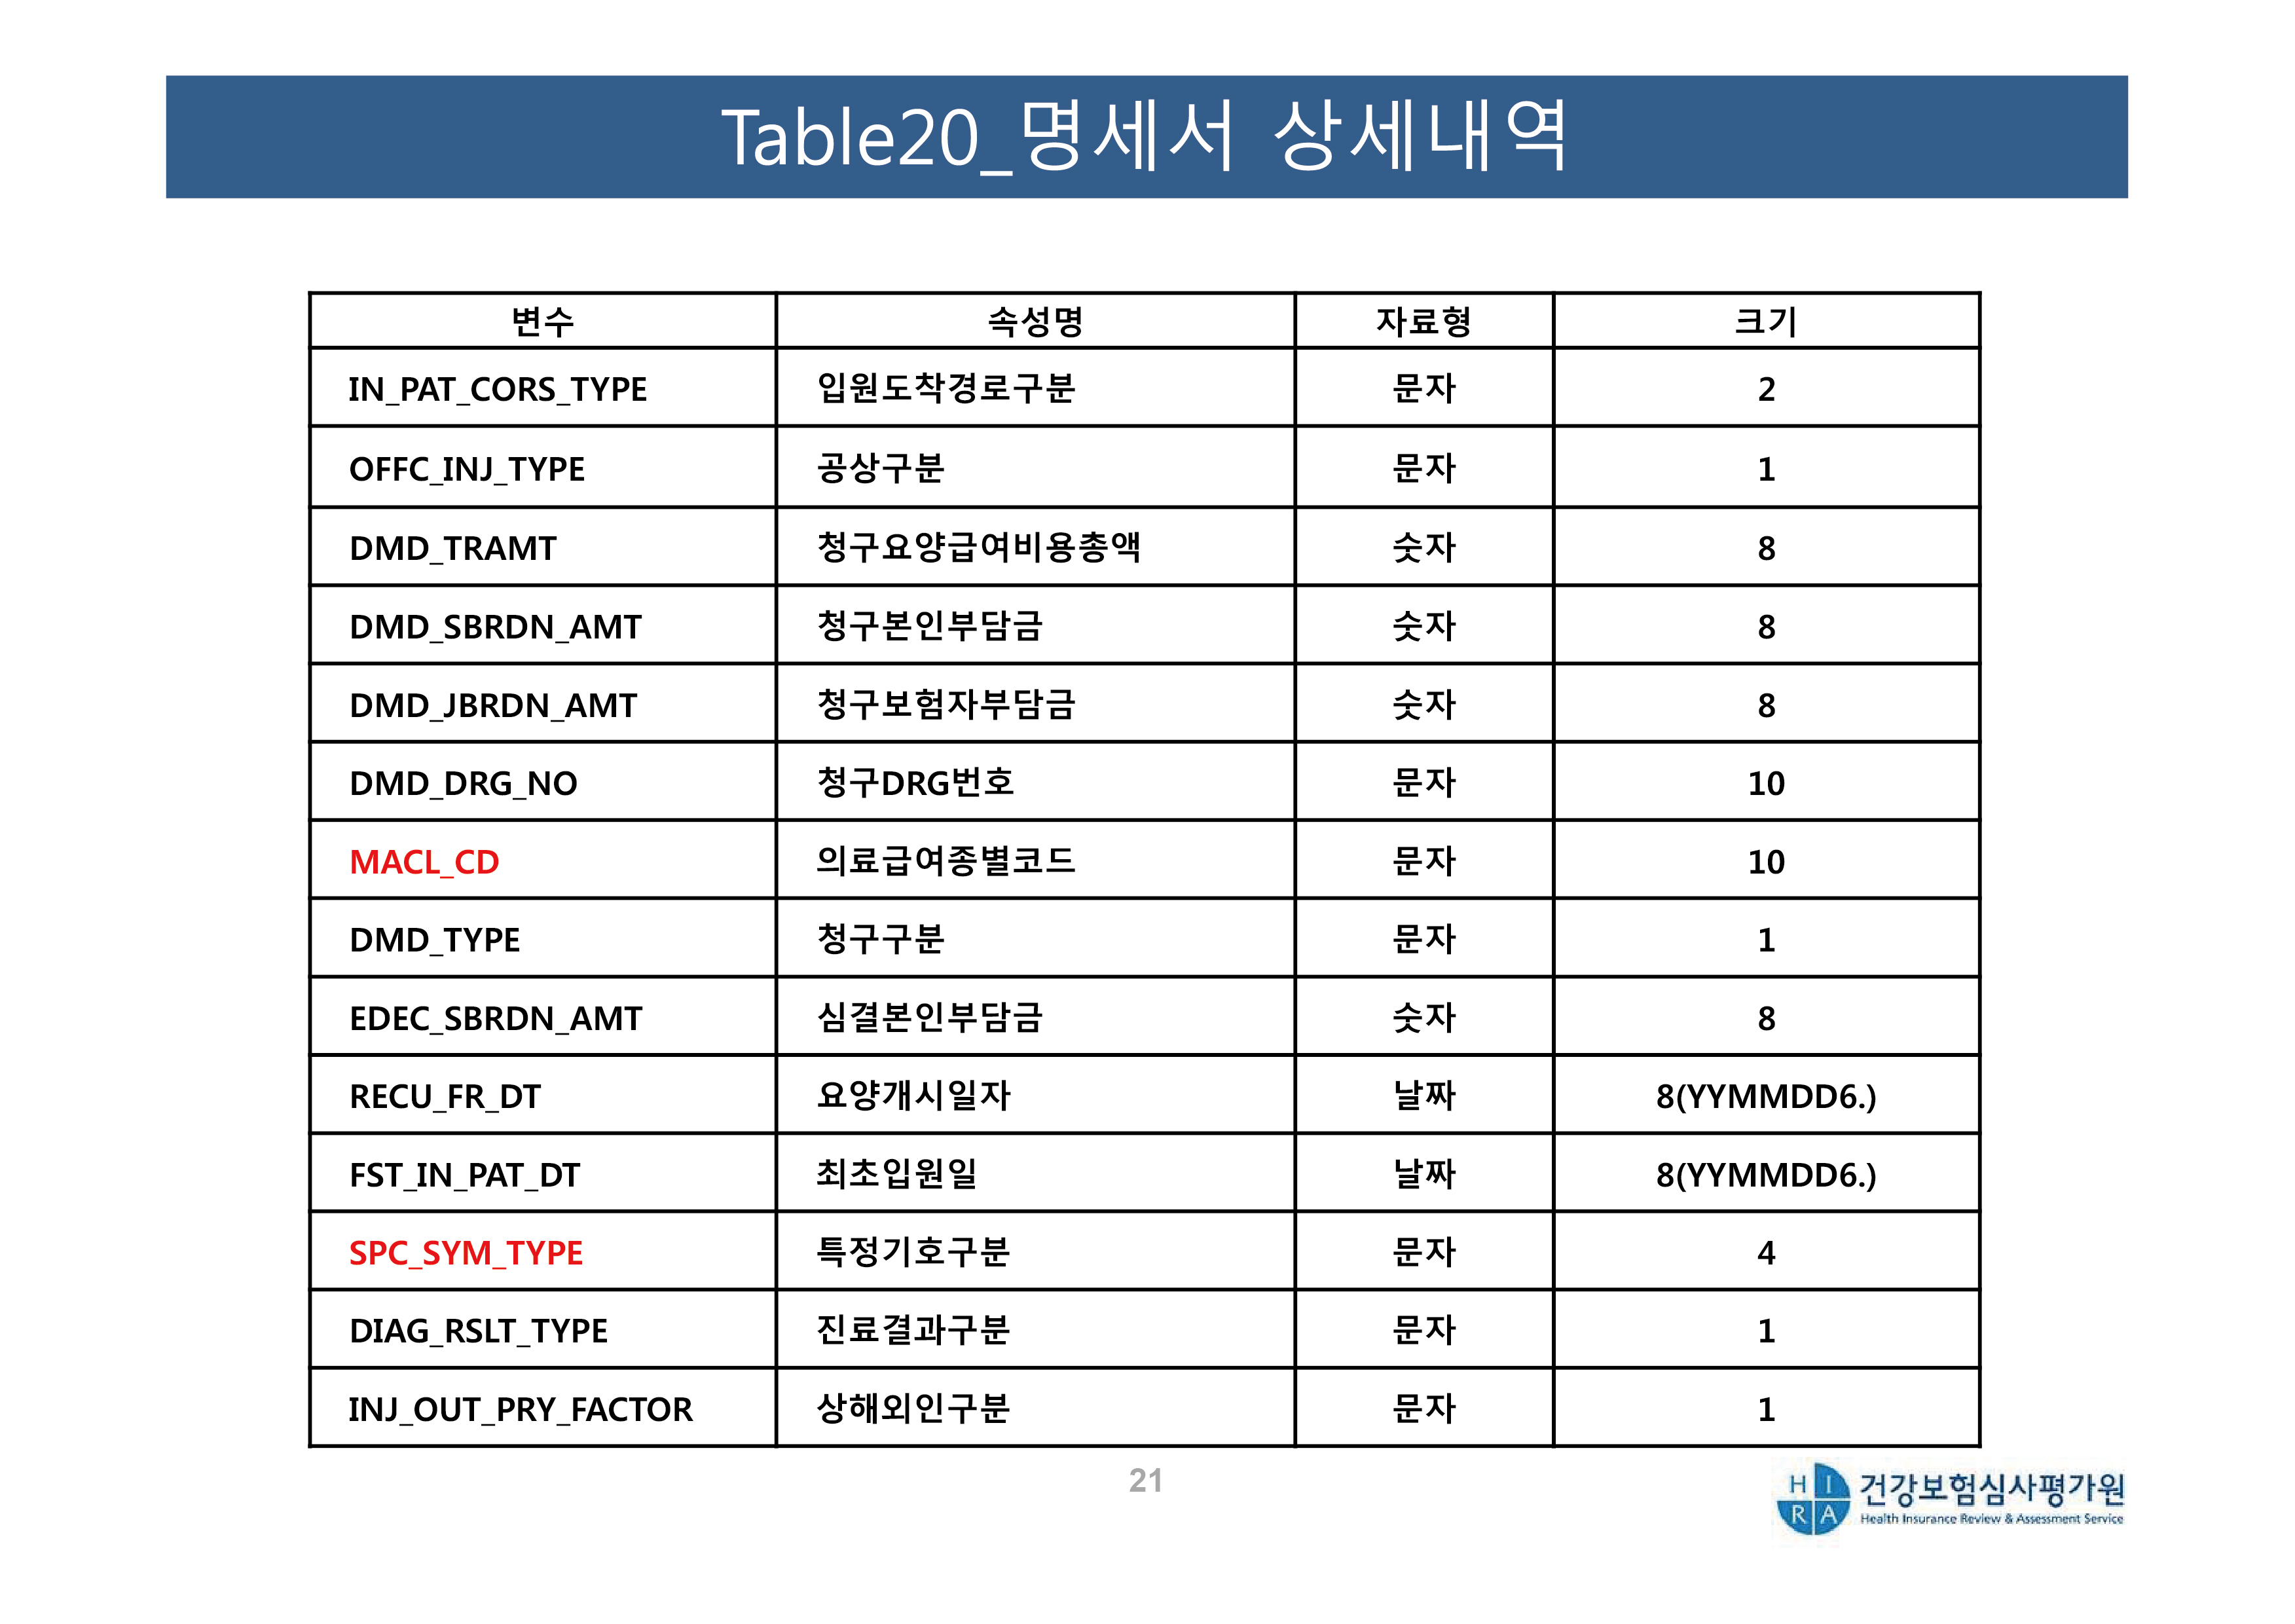 Table20_명세서 상세내역
변수 속성명 자료형 크기
IN_PAT_CORS_TYPE 입원도착경로구분 문자 2
OFFC_INJ_TYPE 공상구분 문자 1
DMD_TRAMT 청구요양급여비용총액 숫자 8
DMD_SBRDN_AMT 청구본인부담금 숫자 8
DMD_JBRDN_AMT 청구보험자부담금 숫자 8
DMD_DRG_NO 청구DRG번호 문자 10
MACL_CD 의료급여종별코드 문자 10
DMD_TYPE 청구구분 문자 1
EDEC_SBRDN_AMT 심결본인부담금 숫자 8
RECU_FR_DT 요양개시일자 날짜 8(YYMMDD6.)
FST_IN_PAT_DT 최초입원일 날짜 8(YYMMDD6.)
SPC_SYM_TYPE 특정기호구분 문자 4
DIAG_RSLT_TYPE 진료결과구분 문자 1
INJ_OUT_PRY_FACTOR 상해외인구분 문자 1
21
HIRA 건강보험심사평가원
Health Insurance Review & Assessment Service